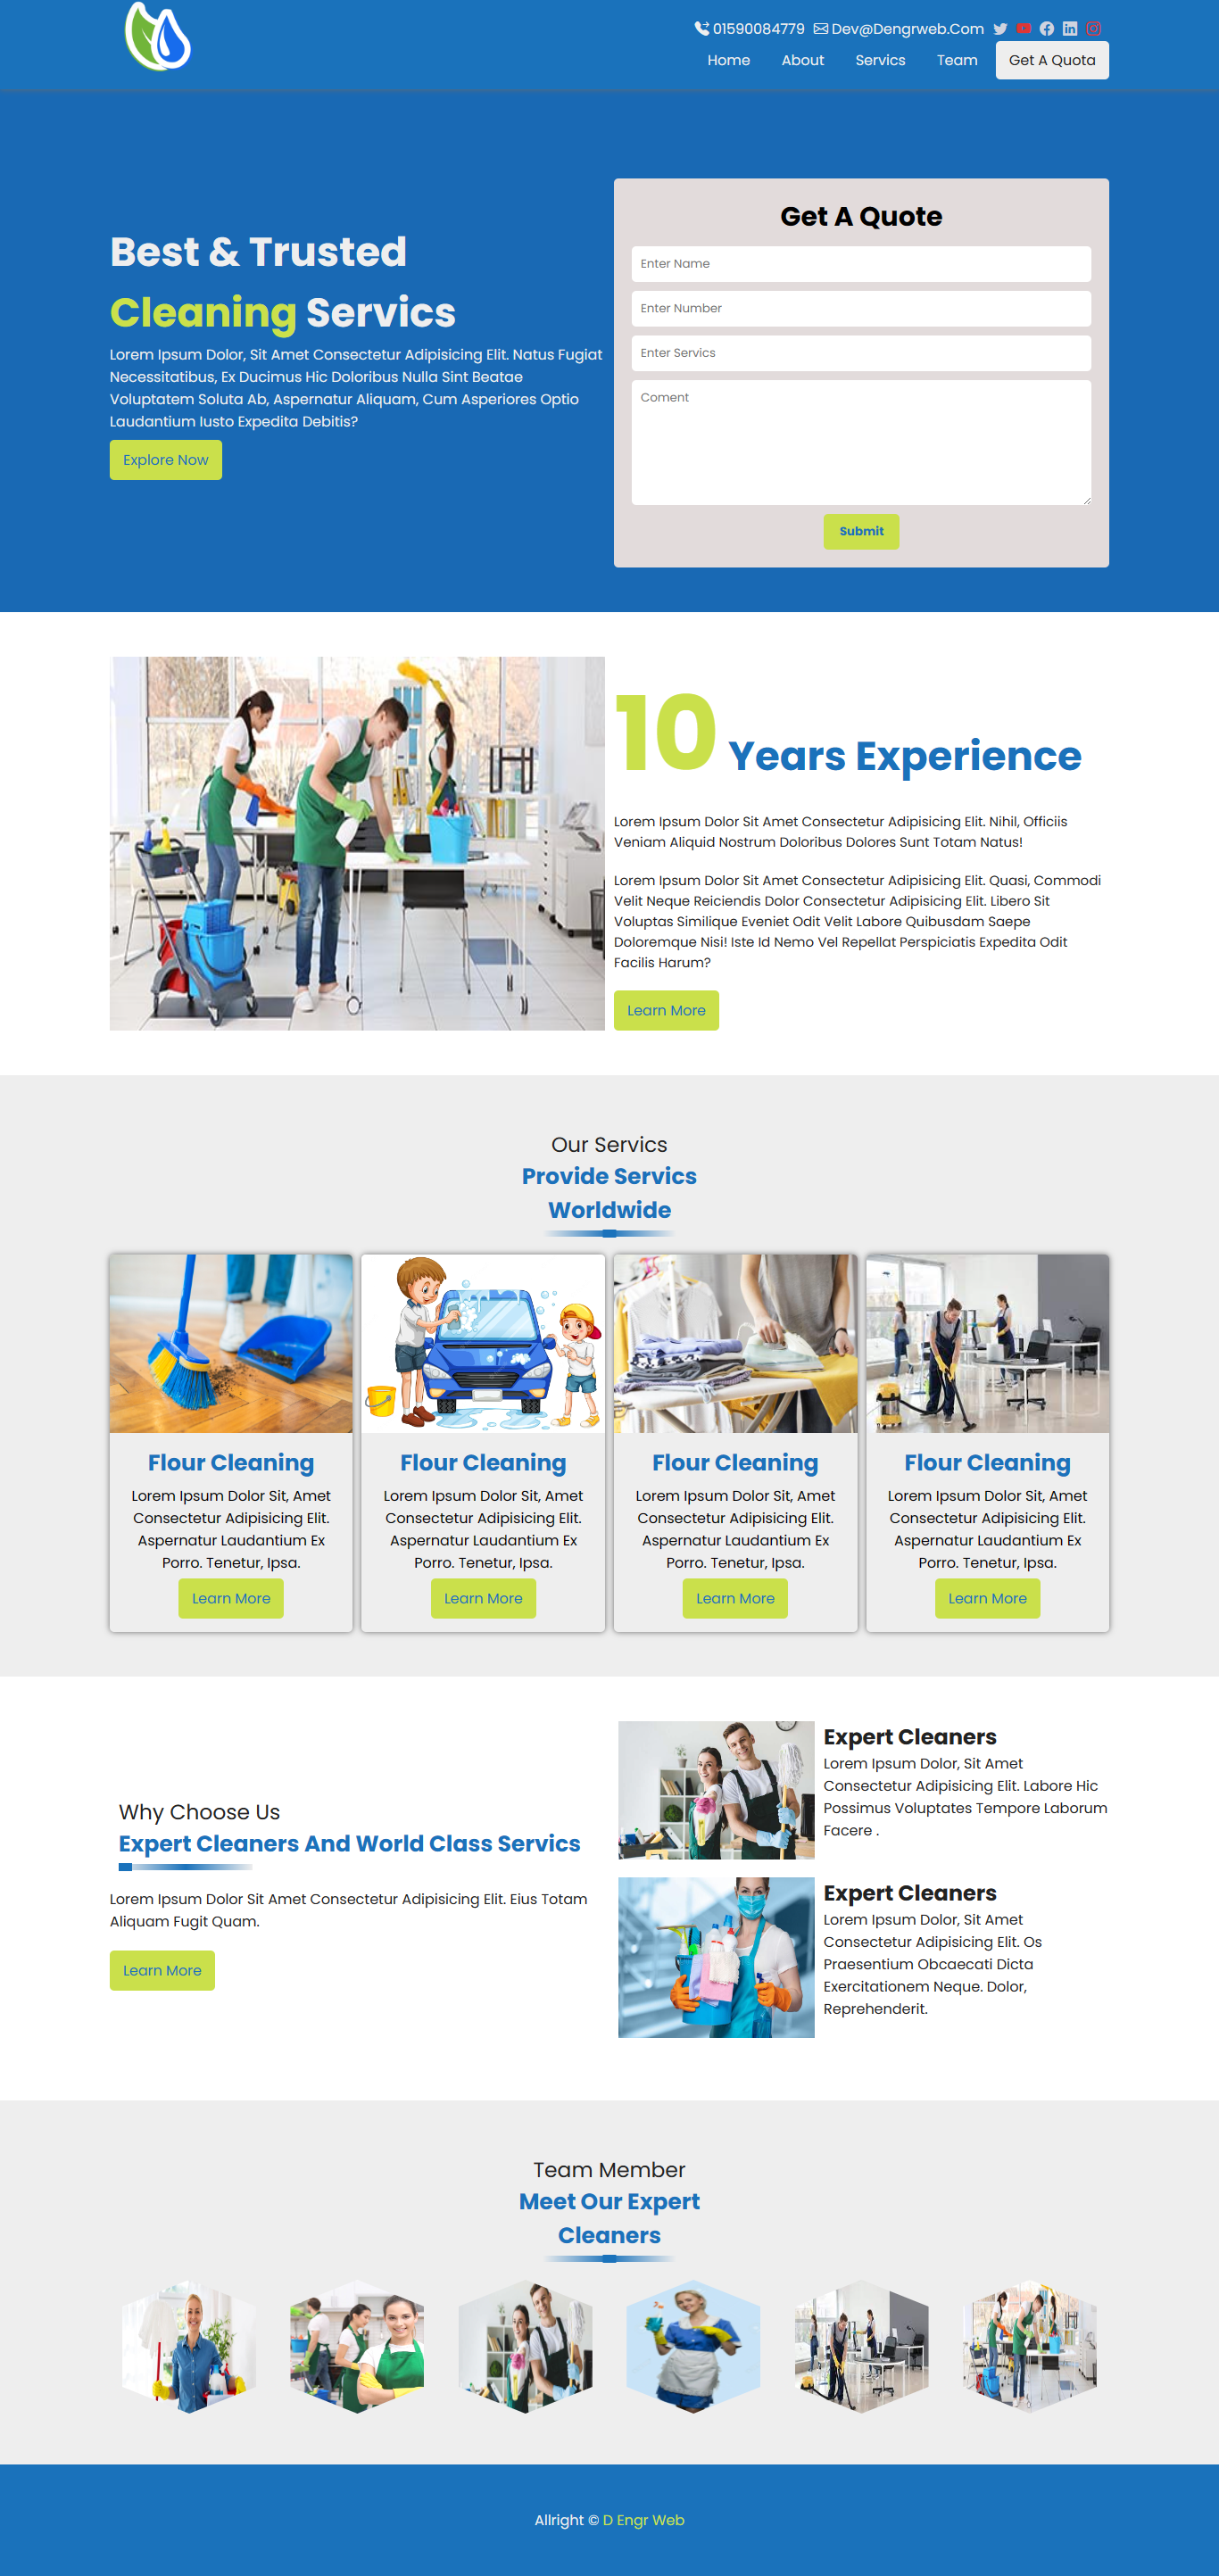 01590084779 Dev@Dengrweb.Com
Home About Servics Team Get A Quota
Best & Trusted
Cleaning Servics
Lorem Ipsum Dolor, Sit Amet Consectetur Adipisicing Elit. Natus Fugiat
Necessitatibus, Ex Ducimus Hic Doloribus Nulla Sint Beatae
Voluptatem Soluta Ab, Aspernatur Aliquam, Cum Asperiores Optio
Laudantium Iusto Expedita Debitis?
Explore Now
Get A Quote
Enter Name
Enter Number
Enter Servics
Coment
Submit
10 Years Experience
Lorem Ipsum Dolor Sit Amet Consectetur Adipisicing Elit. Nihil, Officiis
Veniam Aliquid Nostrum Doloribus Dolores Sunt Totam Natus!
Lorem Ipsum Dolor Sit Amet Consectetur Adipisicing Elit. Quasi, Commodi
Velit Neque Reiciendis Dolor Consectetur Adipisicing Elit. Libero Sit
Voluptas Similique Eveniet Odit Velit Labore Quibusdam Saepe
Doloremque Nisi! Iste Id Nemo Vel Repellat Perspiciatis Expedita Odit
Facilis Harum?
Learn More
Our Servics
Provide Servics
Worldwide
Flour Cleaning
Lorem Ipsum Dolor Sit, Amet
Consectetur Adipisicing Elit.
Aspernatur Laudantium Ex
Porro. Tenetur, Ipsa.
Learn More
Flour Cleaning
Lorem Ipsum Dolor Sit, Amet
Consectetur Adipisicing Elit.
Aspernatur Laudantium Ex
Porro. Tenetur, Ipsa.
Learn More
Flour Cleaning
Lorem Ipsum Dolor Sit, Amet
Consectetur Adipisicing Elit.
Aspernatur Laudantium Ex
Porro. Tenetur, Ipsa.
Learn More
Flour Cleaning
Lorem Ipsum Dolor Sit, Amet
Consectetur Adipisicing Elit.
Aspernatur Laudantium Ex
Porro. Tenetur, Ipsa.
Learn More
Why Choose Us
Expert Cleaners And World Class Servics
Lorem Ipsum Dolor Sit Amet Consectetur Adipisicing Elit. Eius Totam
Aliquam Fugit Quam.
Learn More
Expert Cleaners
Lorem Ipsum Dolor, Sit Amet
Consectetur Adipisicing Elit. Labore Hic
Possimus Voluptates Tempore Laborum
Facere .
Expert Cleaners
Lorem Ipsum Dolor, Sit Amet
Consectetur Adipisicing Elit. Os
Praesentium Obcaecati Dicta
Exercitationem Neque. Dolor,
Reprehenderit.
Team Member
Meet Our Expert
Cleaners
Allright © D Engr Web